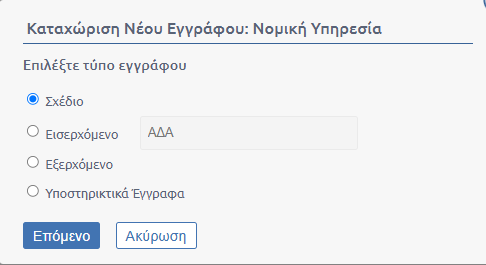 Καταχώριση Νέου Εγγράφου: Νομική Υπηρεσία
Επιλέξτε τύπο εγγράφου
Σχέδιο
Εισερχόμενο ΑΔΑ
Εξερχόμενο
Υποστηρικτικά Έγγραφα
Επόμενο Ακύρωση